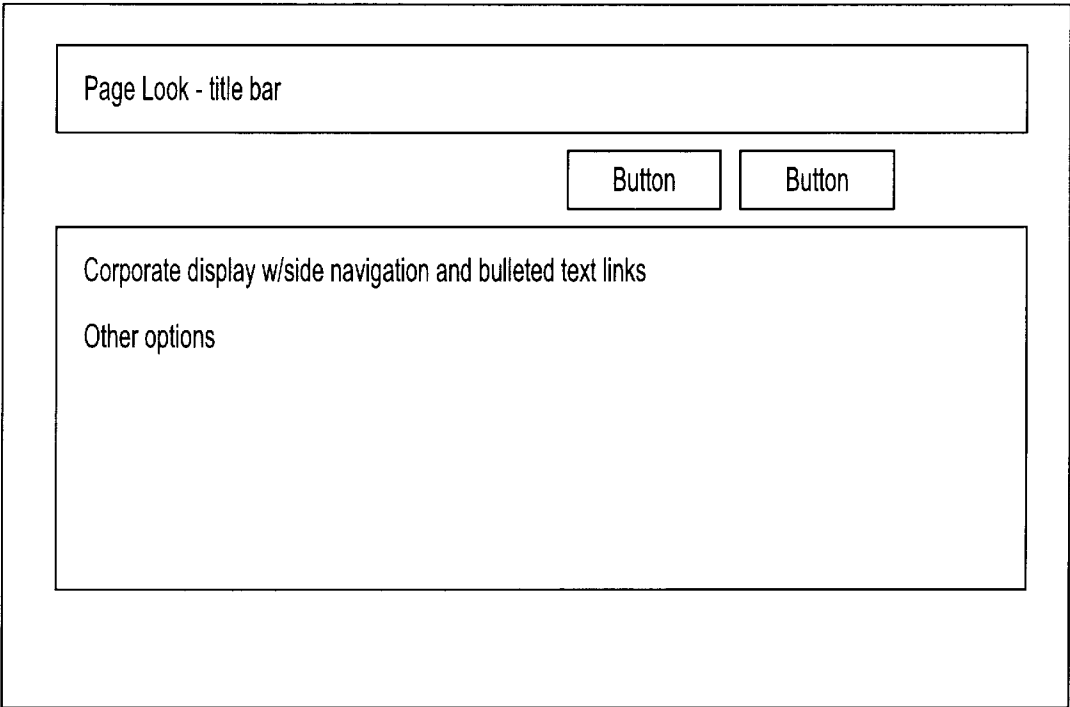 Page Look - title bar
Button Button
Corporate display w/side navigation and bulleted text links
Other options